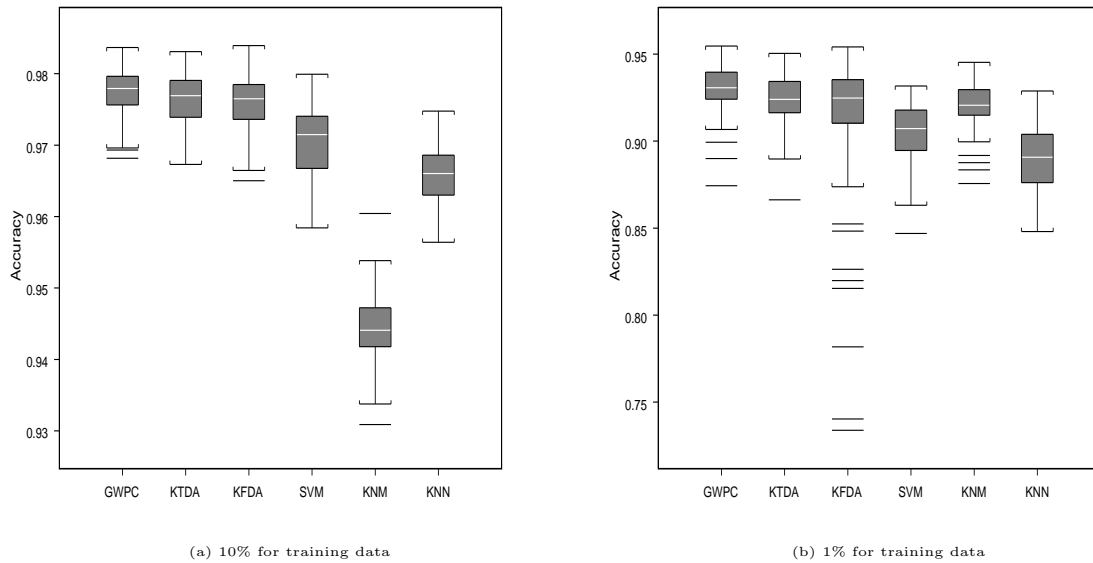 0.98
0.97
0.96
0.95
0.94
0.93
Accuracy
GWPC KTDA KFDA SVM KNM KNN
(a) 10% for training data
0.95
0.90
0.85
0.80
0.75
Accuracy
GWPC KTDA KFDA SVM KNM KNN
(b) 1% for training data